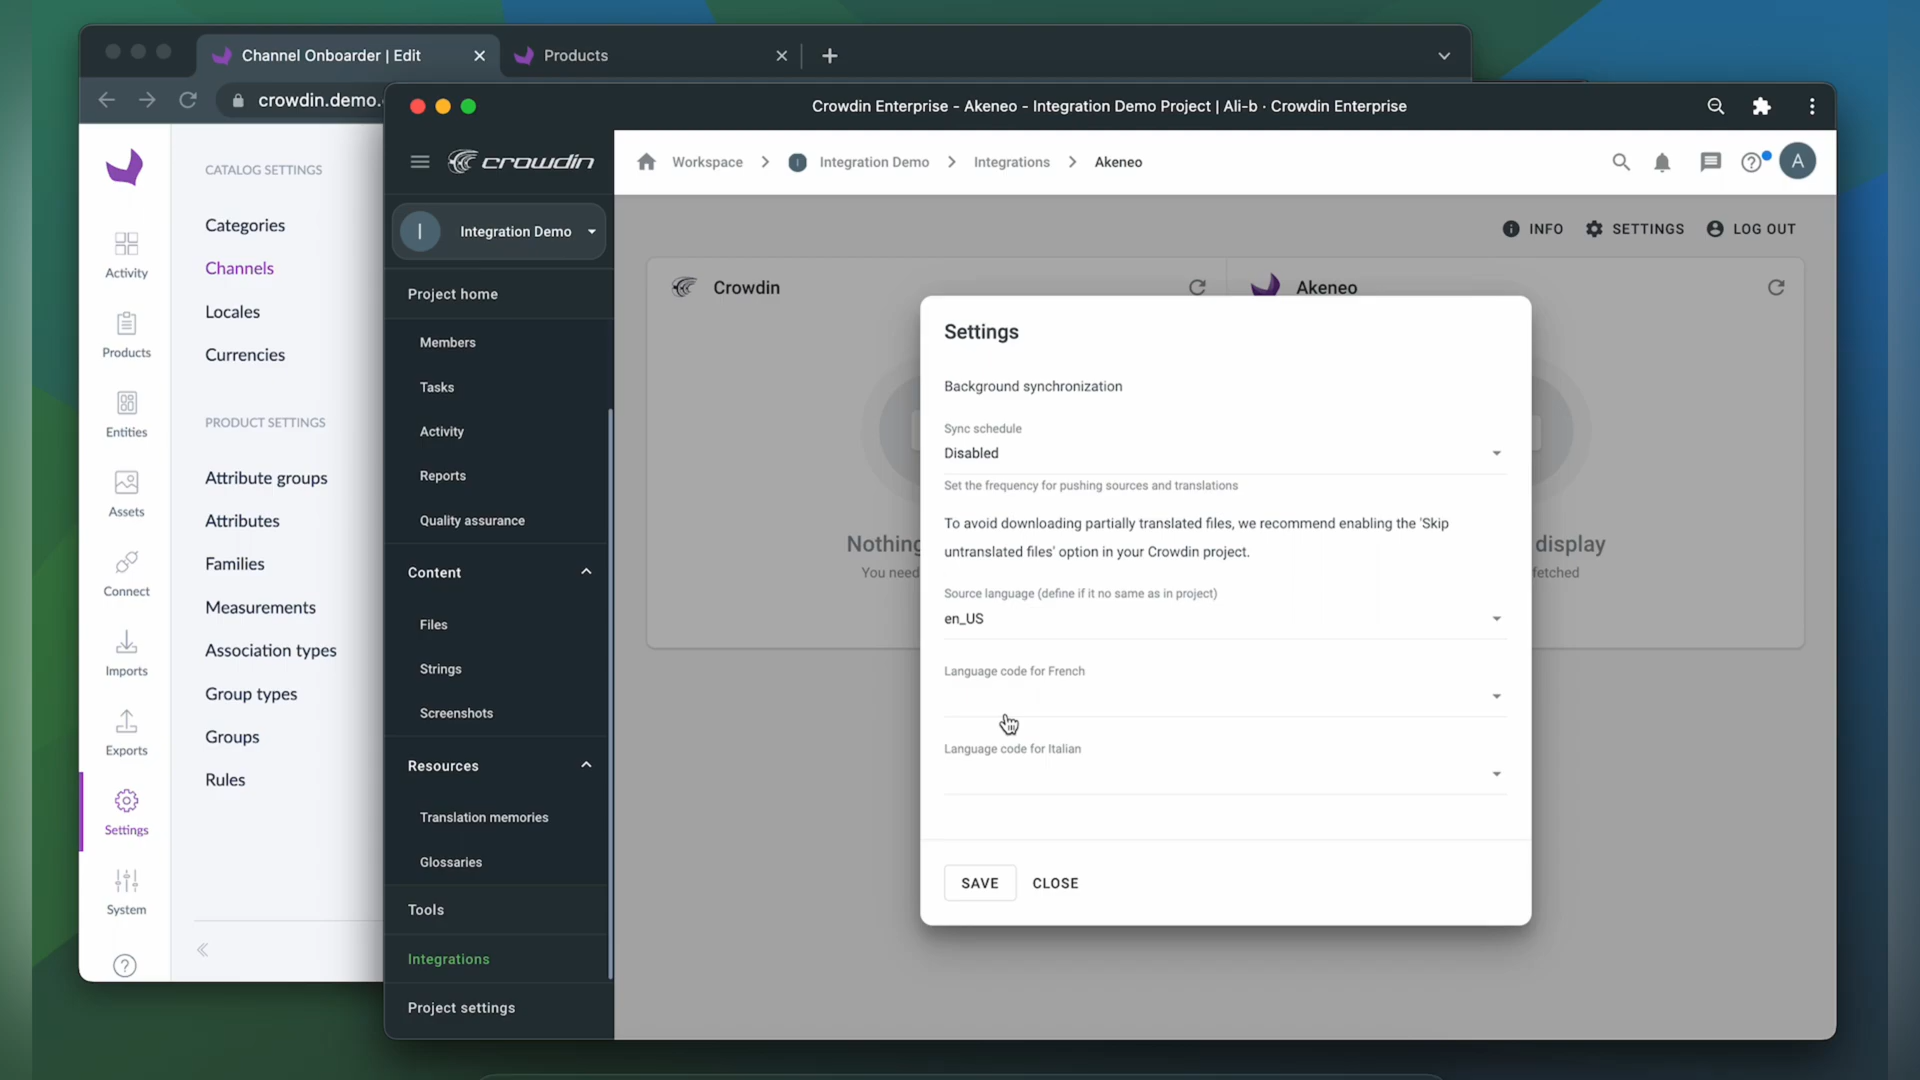 Channel Onboarder | Edit
Products
crowdin.demo.
Activity
Products
Entities
Assets
Connect
Imports
Exports
Settings
System
CATALOG SETTINGS
Categories
Channels
Locales
Currencies
PRODUCT SETTINGS
Attribute groups
Attributes
Families
Measurements
Association types
Group types
Groups
Rules
Crowdin Enterprise - Akeneo - Integration Demo Project | Ali-b · Crowdin Enterprise
crowdin
I Integration Demo
Project home
Members
Tasks
Activity
Reports
Quality assurance
Content
Files
Strings
Screenshots
Resources
Translation memories
Glossaries
Tools
Integrations
Project settings
Workspace > I Integration Demo > Integrations > Akeneo
A
INFO SETTINGS LOG OUT
Crowdin
Akeneo
Nothing
You need
display
fetched
Settings
Background synchronization
Sync schedule
Disabled
Set the frequency for pushing sources and translations
To avoid downloading partially translated files, we recommend enabling the 'Skip
untranslated files' option in your Crowdin project.
Source language (define if it no same as in project)
en_US
Language code for French
Language code for Italian
SAVE CLOSE